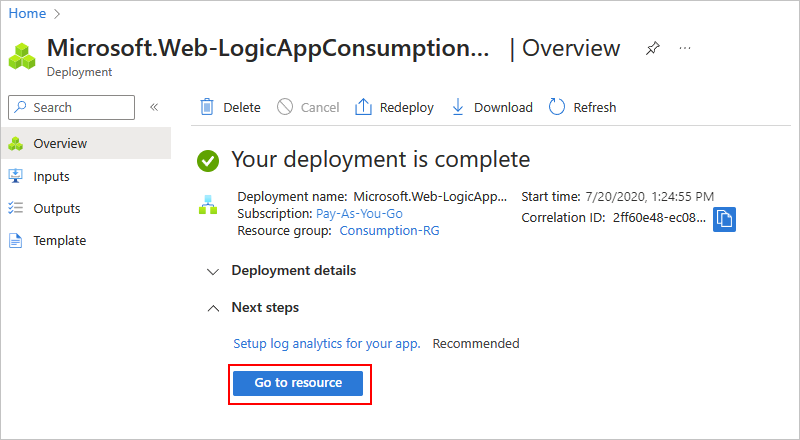 Home
Microsoft.Web-LogicAppConsumption... | Overview
Deployment
Search
Delete Cancel Redeploy Download Refresh
Overview
Inputs
Outputs
Template
Your deployment is complete
Deployment name: Microsoft.Web-LogicApp... Start time: 7/20/2020, 1:24:55 PM
Subscription: Pay-As-You-Go Correlation ID: 2ff60e48-ec08...
Resource group: Consumption-RG
Deployment details
Next steps
Setup log analytics for your app. Recommended
Go to resource